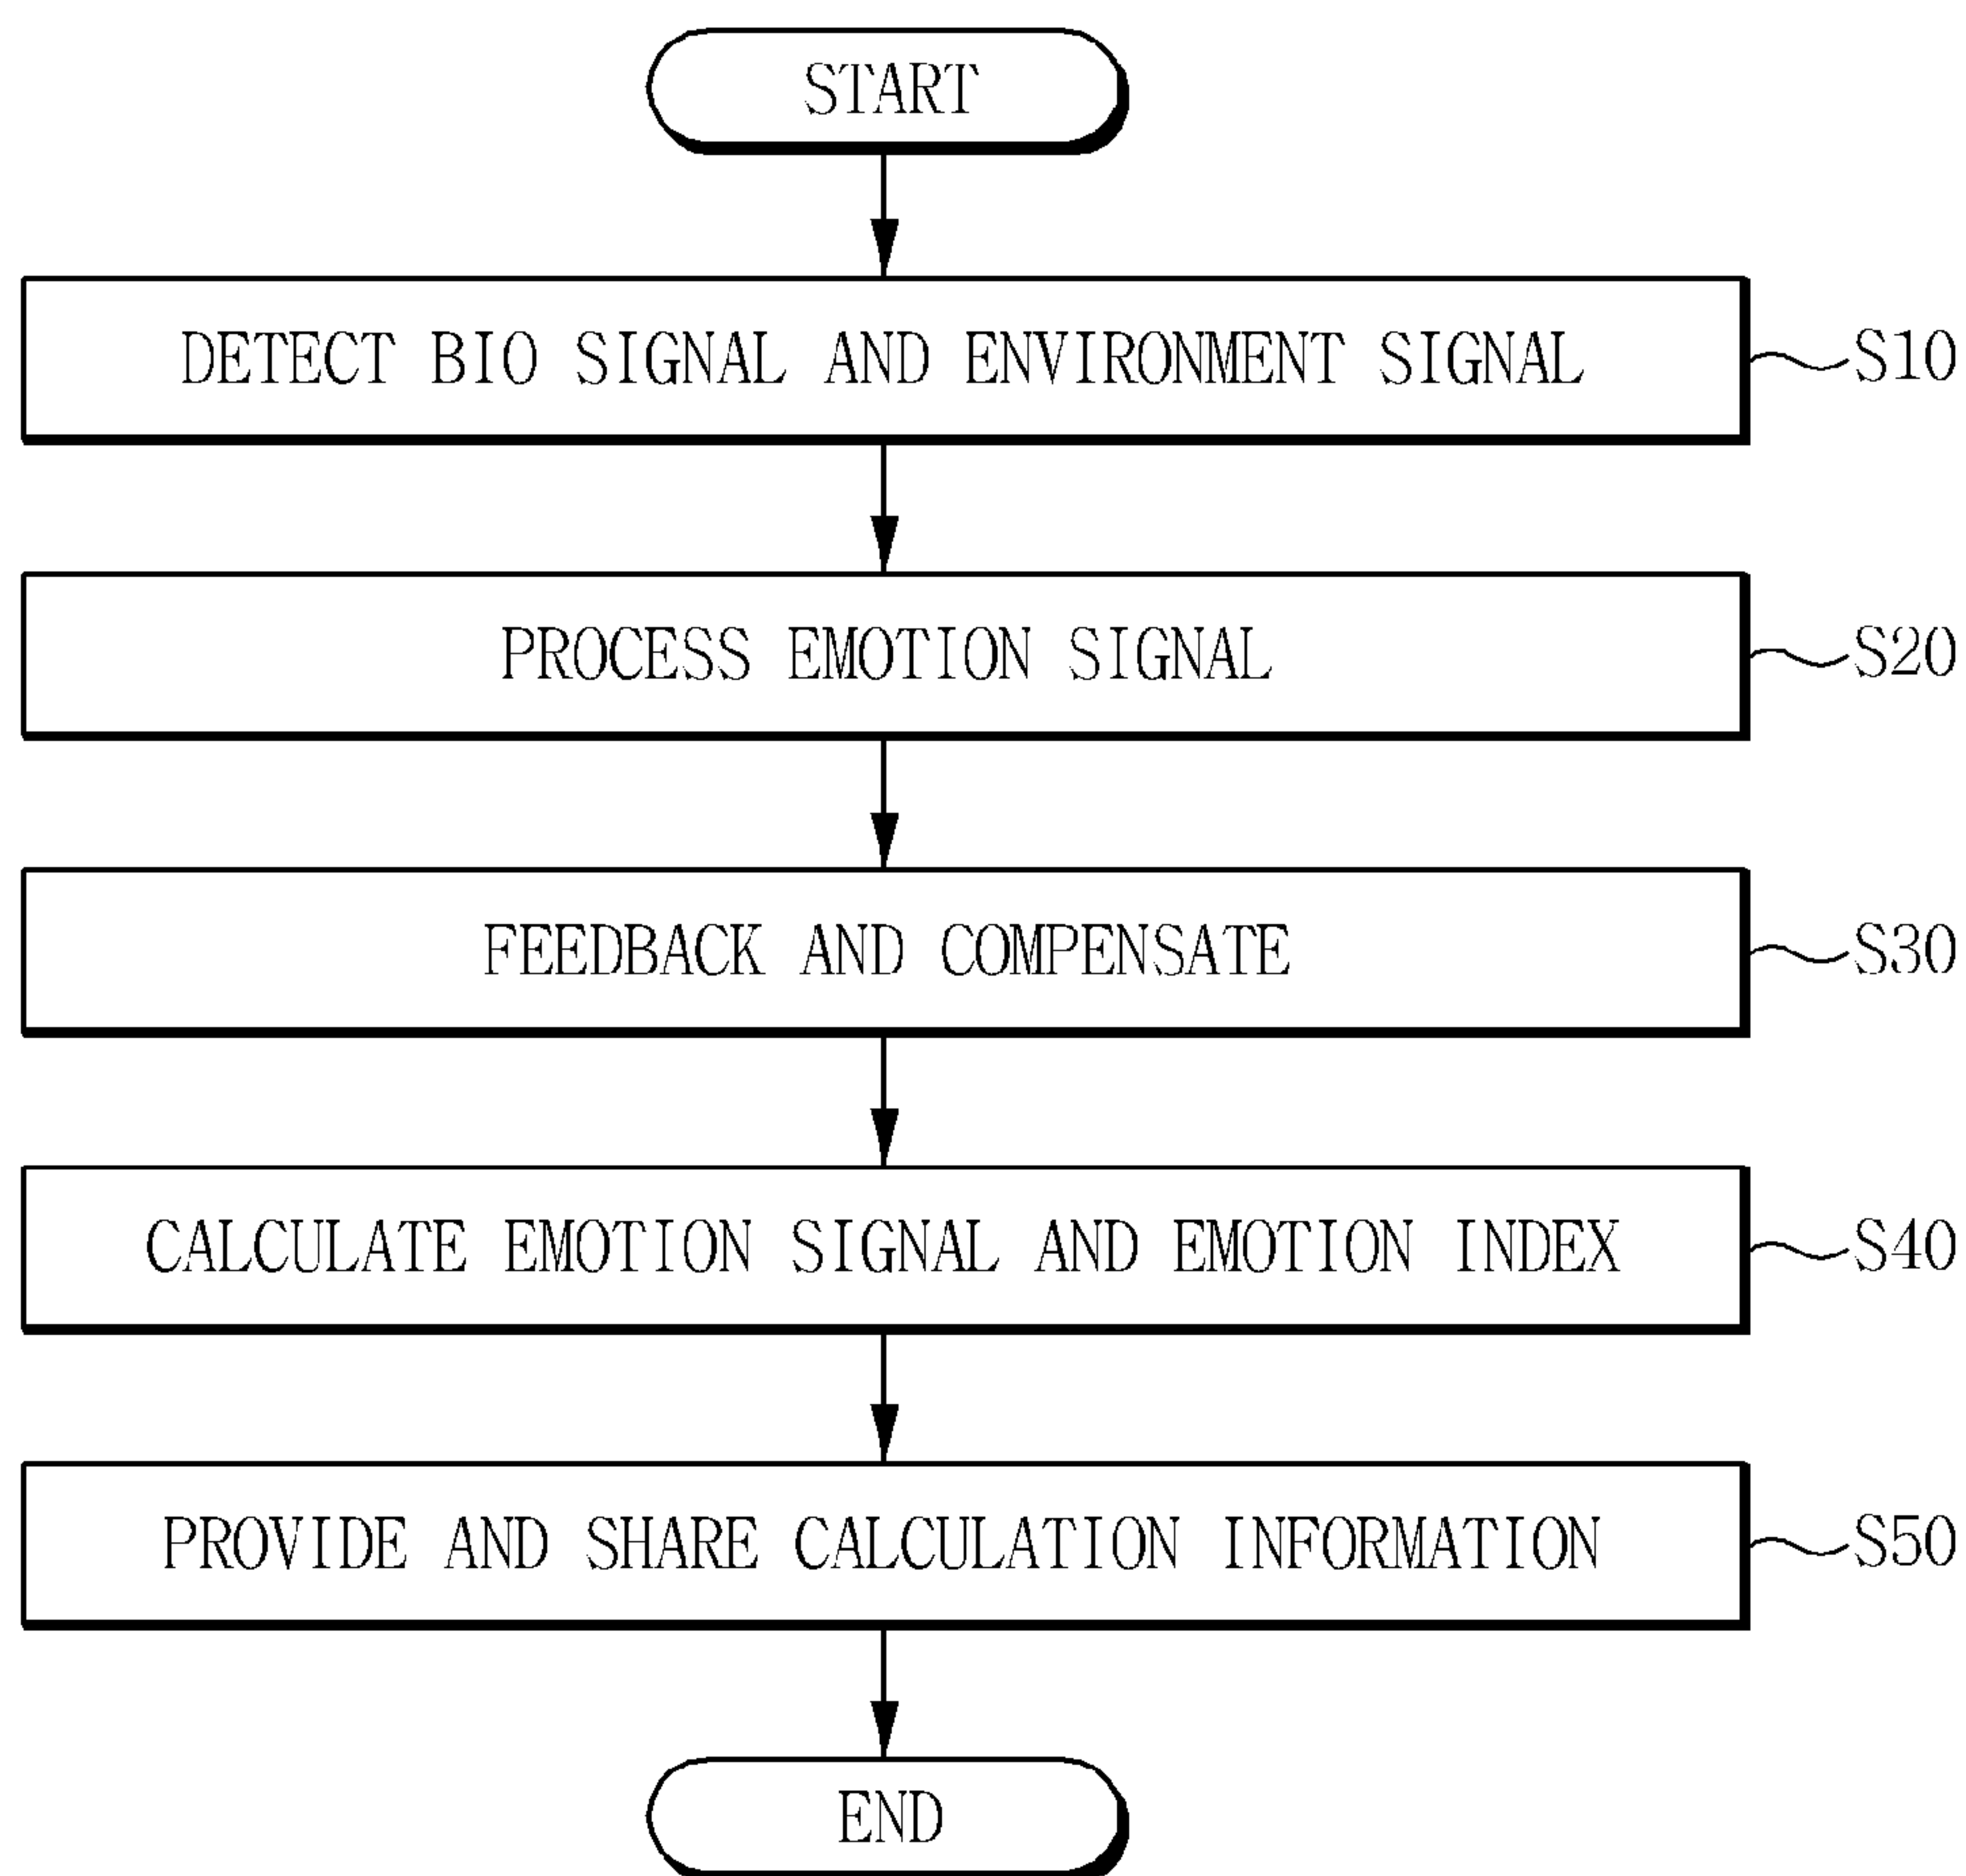 START
DETECT BIO SIGNAL AND ENVIRONMENT SIGNAL
S10
PROCESS EMOTION SIGNAL
S20
FEEDBACK AND COMPENSATE
S30
CALCULATE EMOTION SIGNAL AND EMOTION INDEX
S40
PROVIDE AND SHARE CALCULATION INFORMATION
S50
END